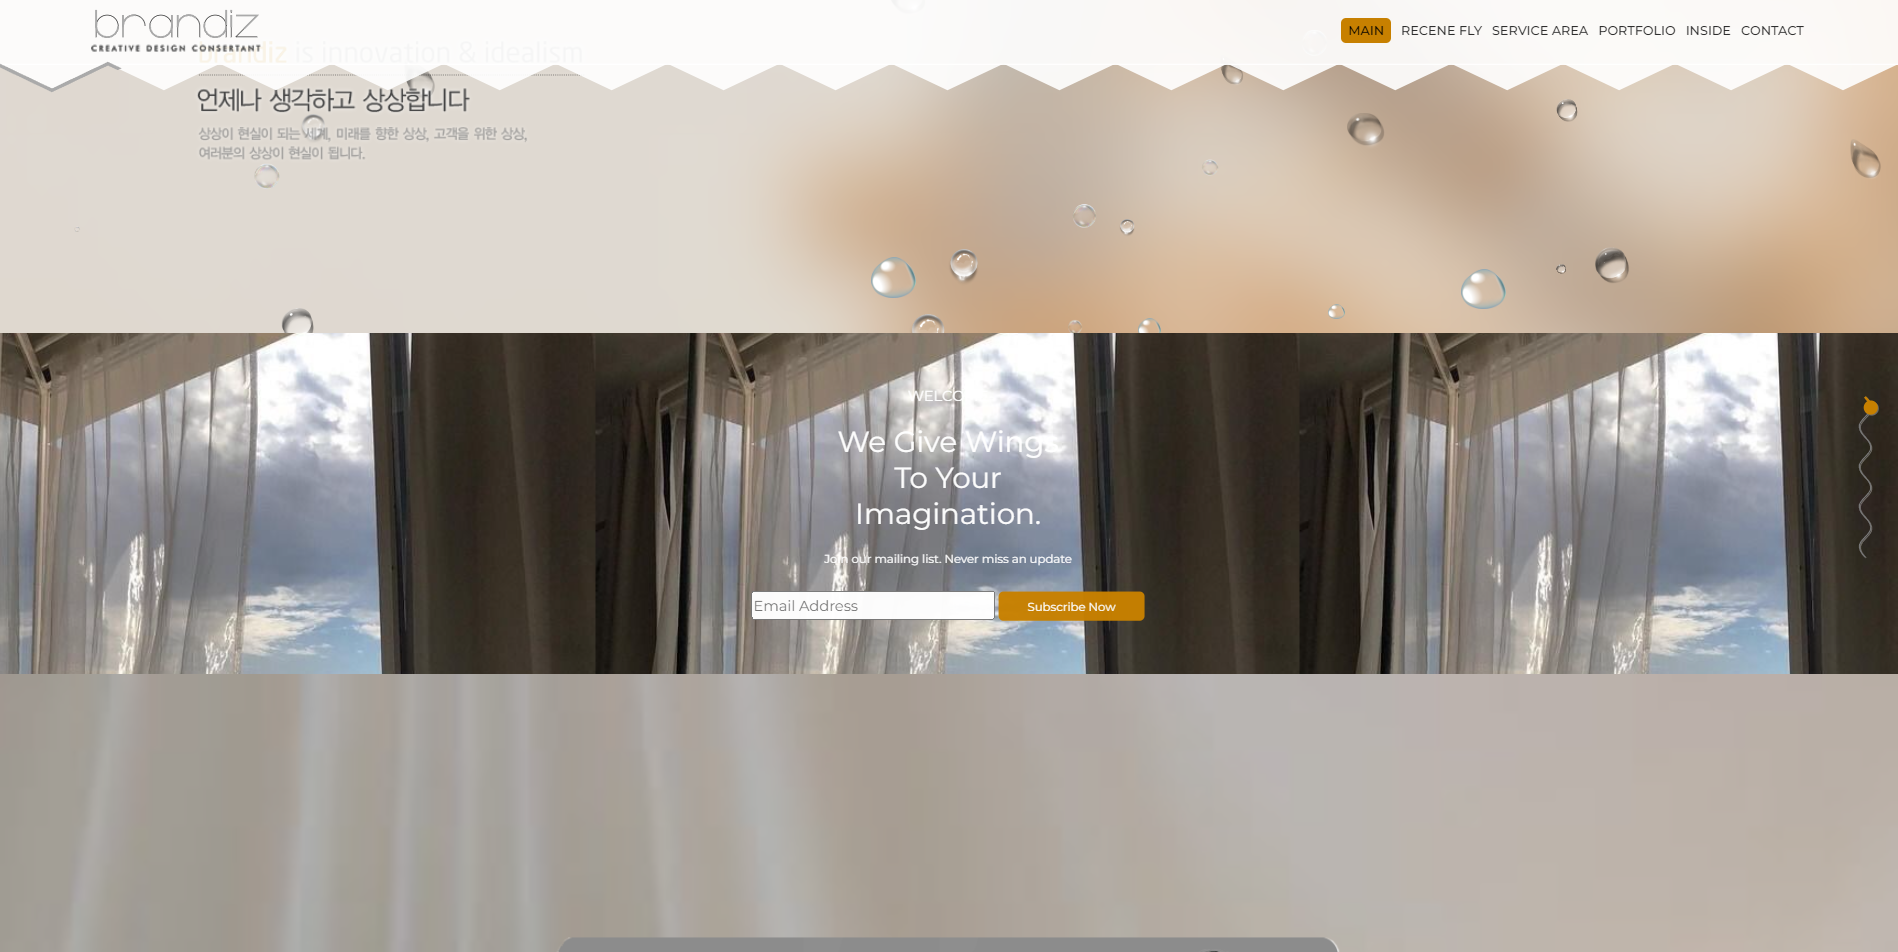 brandiz
CREATIVE DESIGN CONSERTANT
MAIN RECENE FLY SERVICE AREA PORTFOLIO INSIDE CONTACT
brandiz is innovation & idealism
언제나 생각하고 상상합니다
상상이 현실이 되는 세계, 미래를 향한 상상, 고객을 위한 상상,
여러분의 상상이 현실이 됩니다.
We Give Wings
To Your
Imagination.
Join our mailing list. Never miss an update
Email Address
Subscribe Now